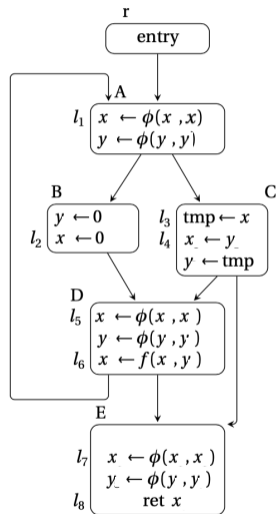 r
entry
A
l₁ x ← ϕ(x ,x)
y ← ϕ(y ,y)
B
C
y ← 0
l₂ x ← 0
l₃ tmp ← x
l₄ x ← y
y ← tmp
D
l₅ x ← ϕ(x ,x )
y ← ϕ(y ,y)
l₆ x ← f(x ,y )
E
l₇ x ← ϕ(x ,x )
y ← ϕ(y ,y )
l₈ ret x